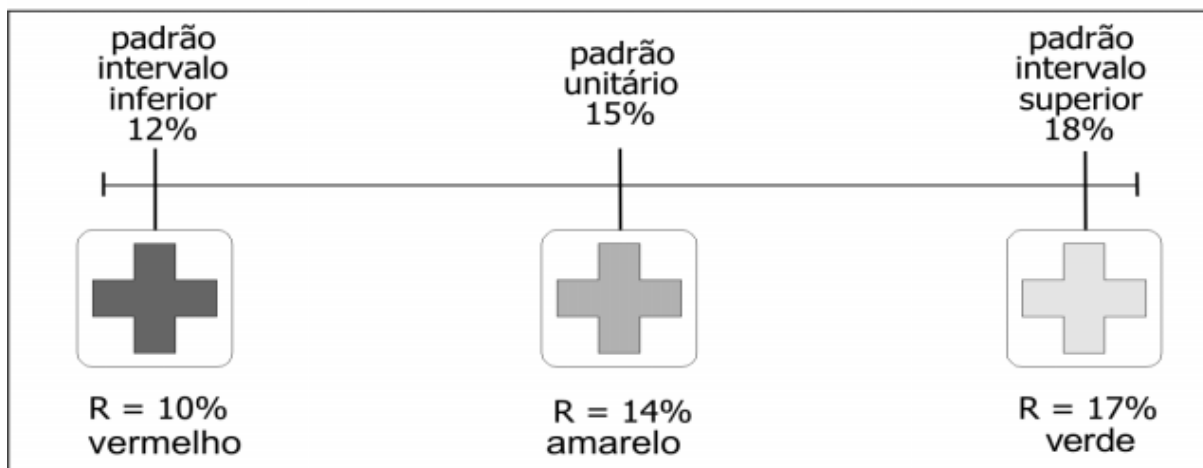 padrão
intervalo
inferior
12%
padrão
unitário
15%
padrão
intervalo
superior
18%
R = 10%
vermelho
R = 14%
amarelo
R = 17%
verde